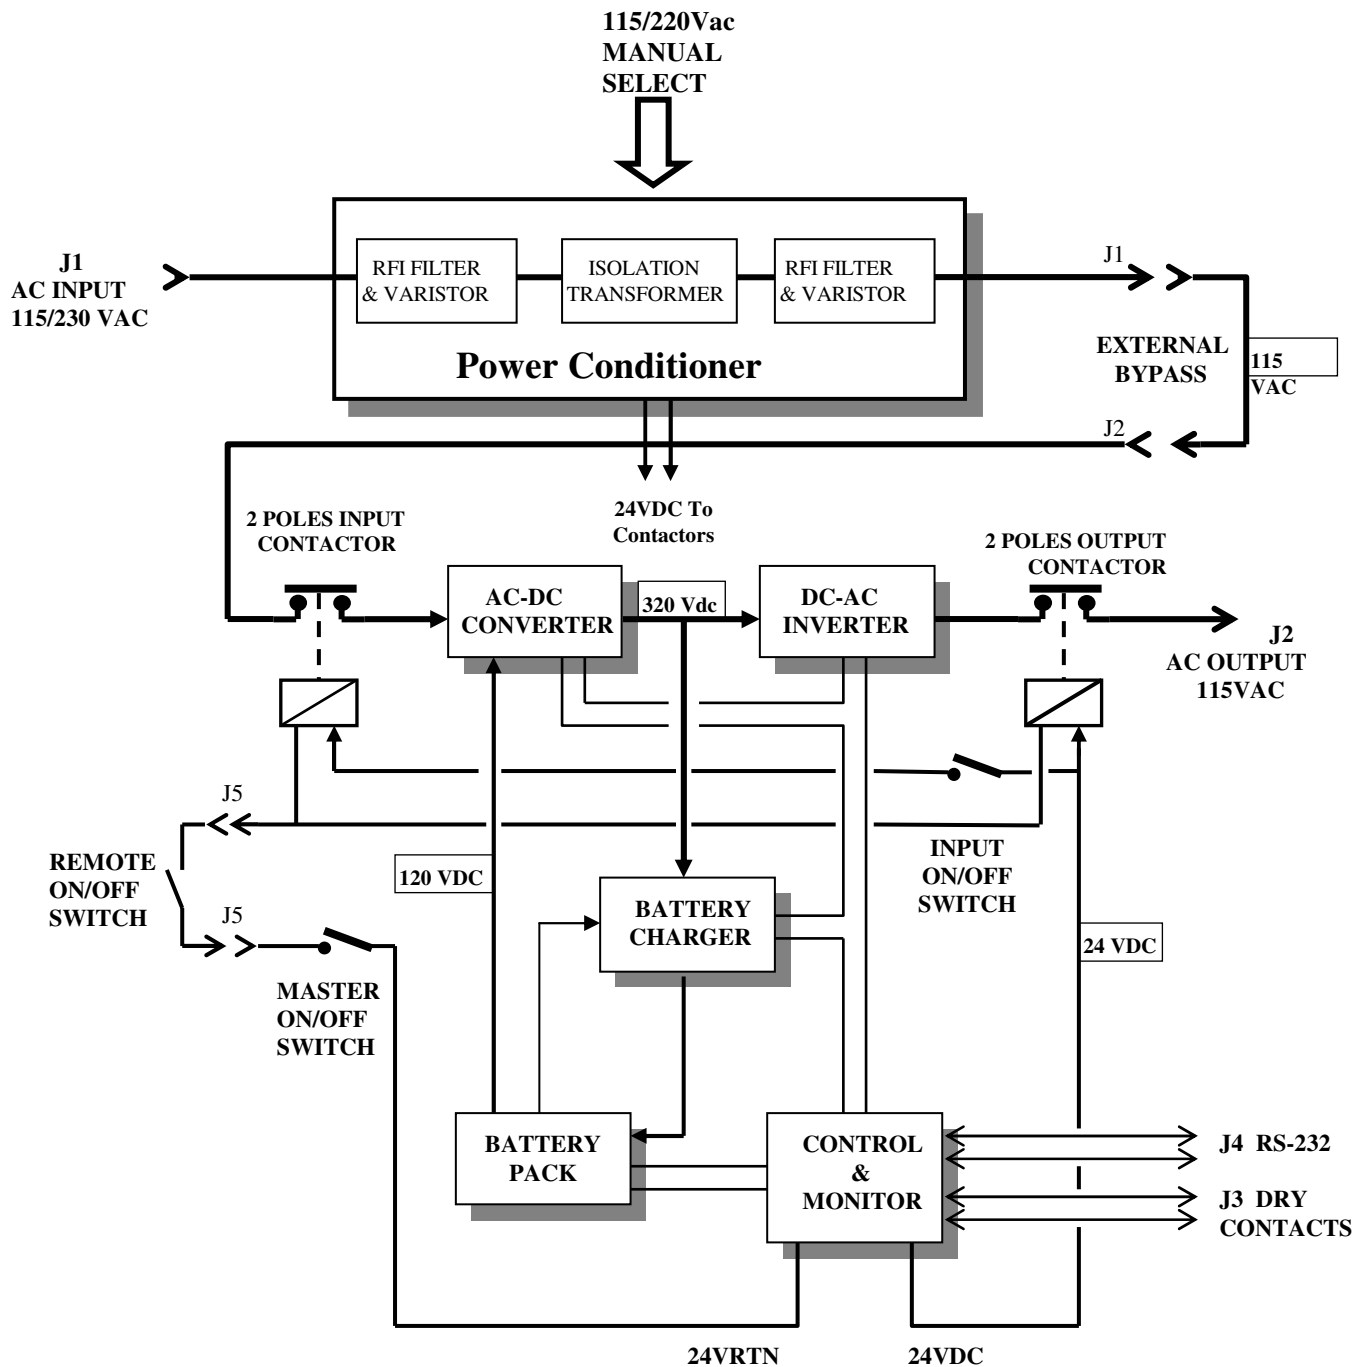 115/220Vac
MANUAL
SELECT
J1
AC INPUT
115/230 VAC
RFI FILTER
& VARISTOR
ISOLATION
TRANSFORMER
RFI FILTER
& VARISTOR
Power Conditioner
J1
EXTERNAL
BYPASS
115
VAC
J2
24VDC To
Contactors
2 POLES INPUT
CONTACTOR
2 POLES OUTPUT
CONTACTOR
AC-DC
CONVERTER
320 Vdc
DC-AC
INVERTER
J2
AC OUTPUT
115VAC
J5
REMOTE
ON/OFF
SWITCH
120 VDC
INPUT
ON/OFF
SWITCH
BATTERY
CHARGER
J5
24 VDC
MASTER
ON/OFF
SWITCH
BATTERY
PACK
CONTROL
&
MONITOR
J4 RS-232
J3 DRY
CONTACTS
24VRTN
24VDC